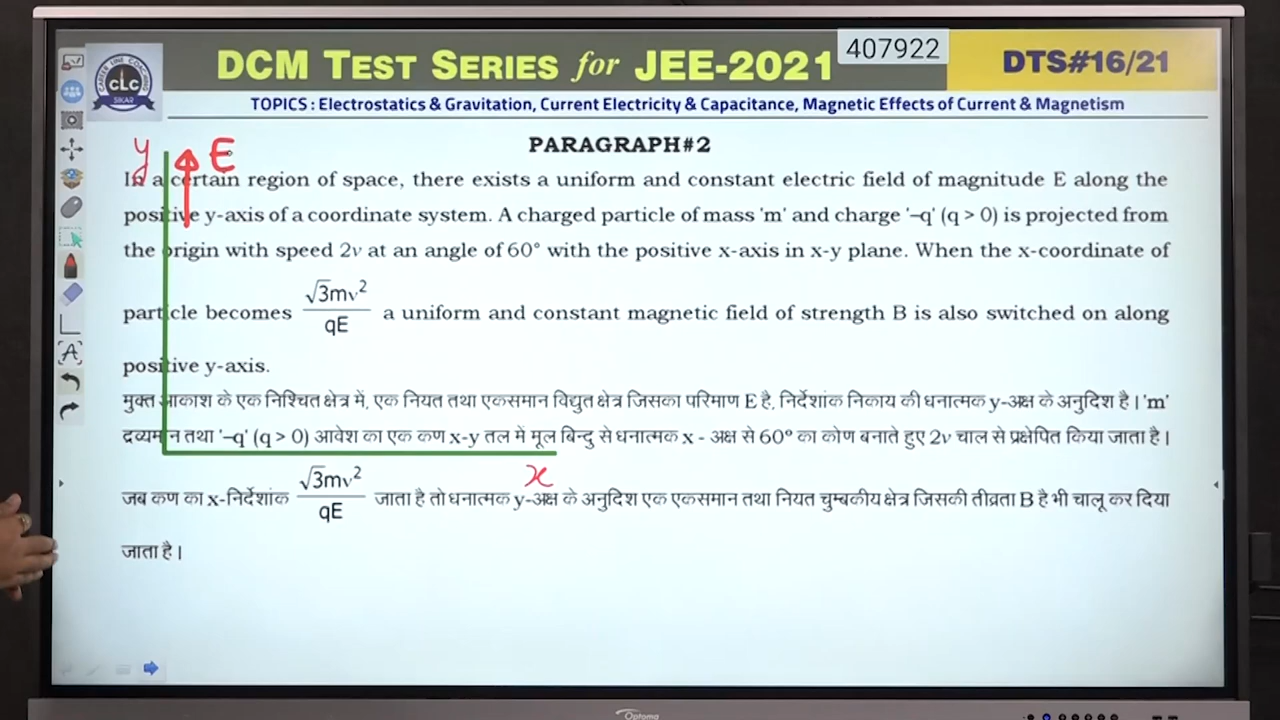 DCM TEST SERIES for JEE-2021
407922
DTS#16/21
CLC
SIKAR
TOPICS : Electrostatics & Gravitation, Current Electricity & Capacitance, Magnetic Effects of Current & Magnetism
PARAGRAPH#2
y E
In a certain region of space, there exists a uniform and constant electric field of magnitude E along the
positive y-axis of a coordinate system. A charged particle of mass 'm' and charge '–q' (q > 0) is projected from
the origin with speed 2v at an angle of 60° with the positive x-axis in x-y plane. When the x-coordinate of
particle becomes √3mv²/qE a uniform and constant magnetic field of strength B is also switched on along
positive y-axis.
मुक्त आकाश के एक निश्चित क्षेत्र में, एक नियत तथा एकसमान विद्युत क्षेत्र जिसका परिमाण E है, निर्देशांक निकाय की धनात्मक y-अक्ष के अनुदिश है। 'm'
द्रव्यमान तथा '–q' (q > 0) आवेश का एक कण x-y तल में मूल बिन्दु से धनात्मक x - अक्ष से 60° का कोण बनाते हुए 2v चाल से प्रक्षेपित किया जाता है।
x
जब कण का x-निर्देशांक √3mv²/qE जाता है तो धनात्मक y-अक्ष के अनुदिश एक एकसमान तथा नियत चुम्बकीय क्षेत्र जिसकी तीव्रता B है भी चालू कर दिया
जाता है।
Optoma